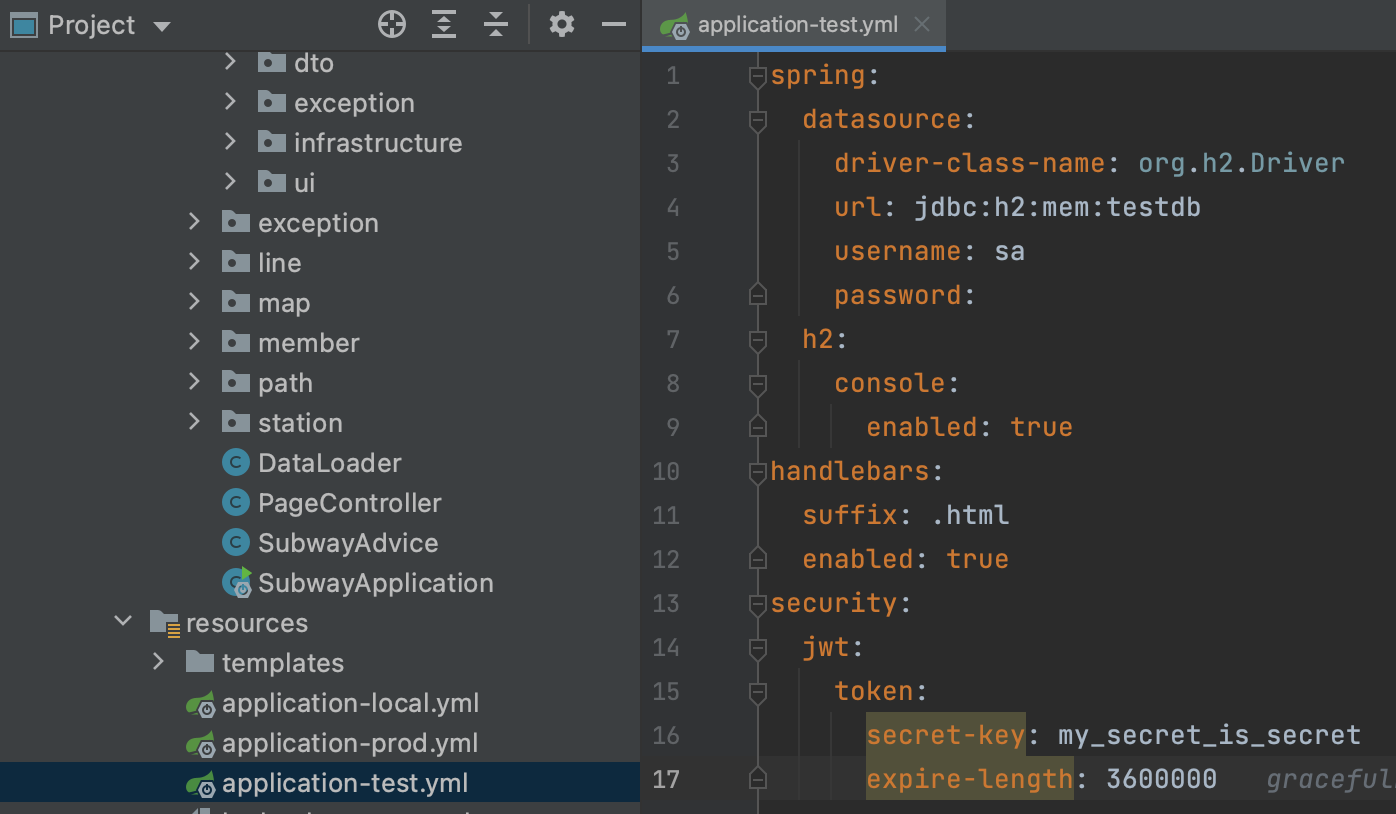 Project
dto
exception
infrastructure
ui
exception
line
map
member
path
station
DataLoader
PageController
SubwayAdvice
SubwayApplication
resources
templates
application-local.yml
application-prod.yml
application-test.yml
application-test.yml
1 spring:
2 datasource:
3 driver-class-name: org.h2.Driver
4 url: jdbc:h2:mem:testdb
5 username: sa
6 password:
7 h2:
8 console:
9 enabled: true
10 handlebars:
11 suffix: .html
12 enabled: true
13 security:
14 jwt:
15 token:
16 secret-key: my_secret_is_secret
17 expire-length: 3600000 graceful